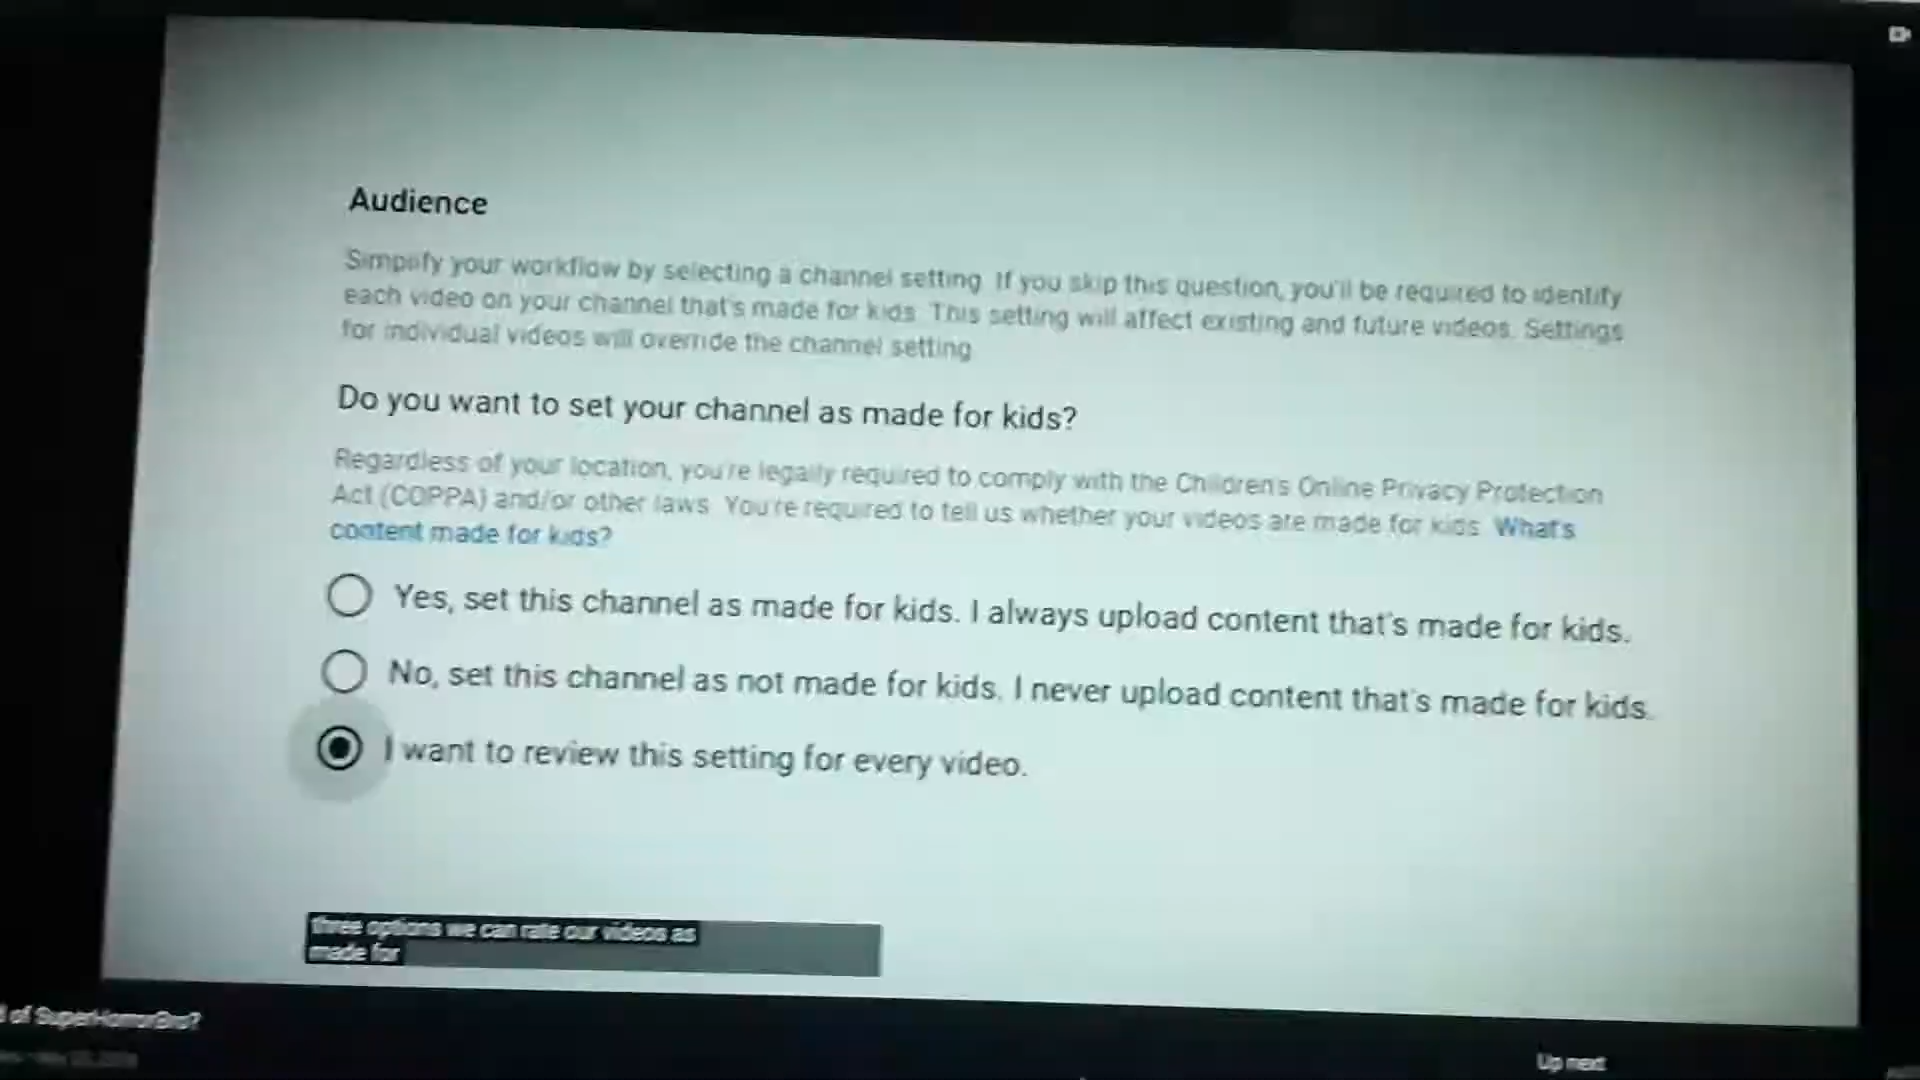 Audience
Simplify your workflow by selecting a channel setting. If you skip this question, you'll be required to identify
each video on your channel that's made for kids. This setting will affect existing and future videos. Settings
for individual videos will override the channel setting
Do you want to set your channel as made for kids?
Regardless of your location, you're legally required to comply with the Children's Online Privacy Protection
Act (COPPA) and/or other laws. You're required to tell us whether your videos are made for kids. What's
content made for kids?
Yes, set this channel as made for kids. I always upload content that's made for kids.
No, set this channel as not made for kids. I never upload content that's made for kids.
I want to review this setting for every video.
three options we can rate our videos as
made for
of SuperHorrorBro?
Up next